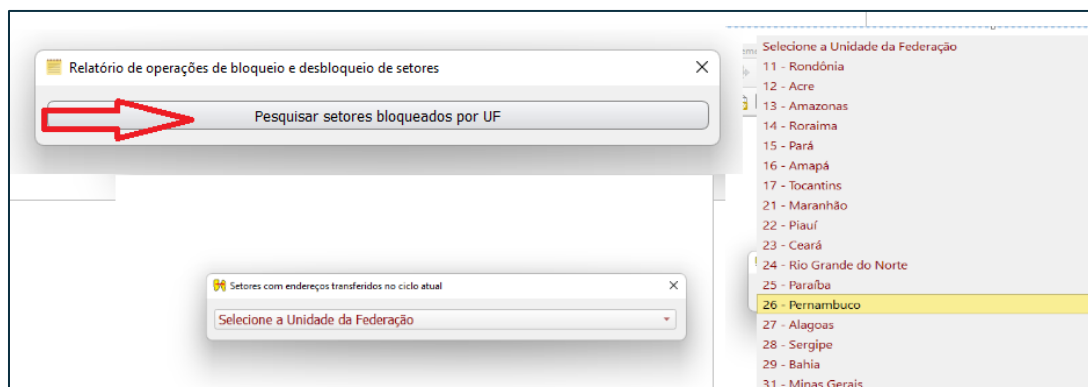 Relatório de operações de bloqueio e desbloqueio de setores
Pesquisar setores bloqueados por UF
Setores com endereços transferidos no ciclo atual
Selecione a Unidade da Federação
Selecione a Unidade da Federação
11 - Rondônia
12 - Acre
13 - Amazonas
14 - Roraima
15 - Pará
16 - Amapá
17 - Tocantins
21 - Maranhão
22 - Piauí
23 - Ceará
24 - Rio Grande do Norte
25 - Paraíba
26 - Pernambuco
27 - Alagoas
28 - Sergipe
29 - Bahia
31 - Minas Gerais